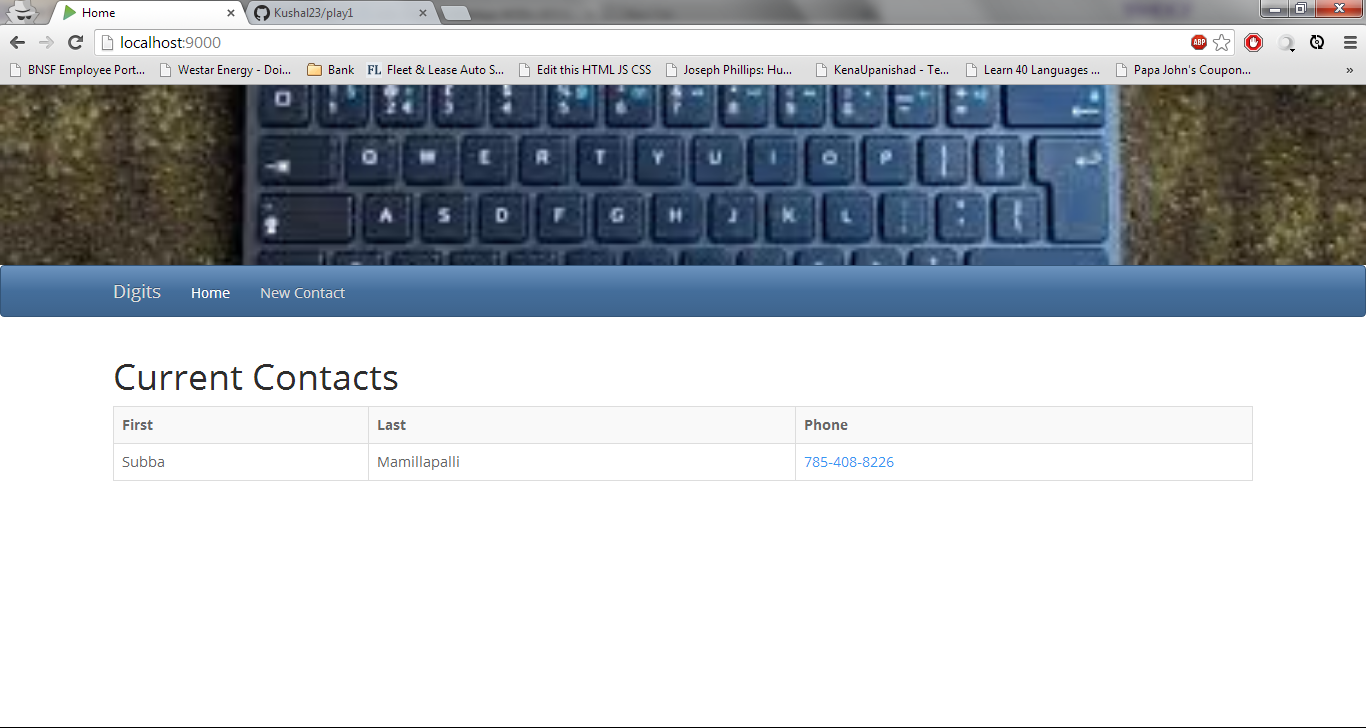 Home
Kushal23/play1
localhost:9000
ABP
BNSF Employee Port...
Westar Energy - Doi...
Bank
FL Fleet & Lease Auto S...
Edit this HTML JS CSS
Joseph Phillips: Hu...
KenaUpanishad - Te...
Learn 40 Languages ...
Papa John's Coupon...
»
Q W E R T Y U I O P
A S D F G H J K L
Digits
Home
New Contact
Current Contacts
First Last Phone
Subba Mamillapalli 785-408-8226